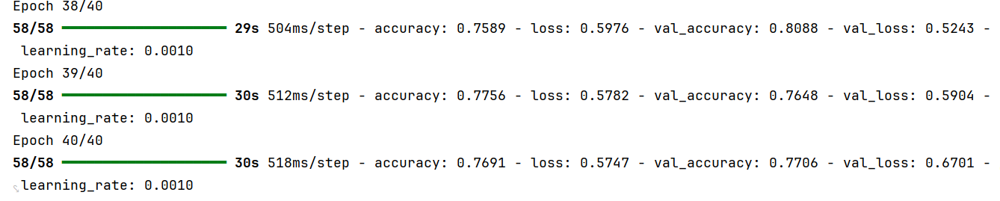 Epoch 38/40
58/58 ━━━━━━━━━━━━━━━━━━━━ 29s 504ms/step - accuracy: 0.7589 - loss: 0.5976 - val_accuracy: 0.8088 - val_loss: 0.5243 -
learning_rate: 0.0010
Epoch 39/40
58/58 ━━━━━━━━━━━━━━━━━━━━ 30s 512ms/step - accuracy: 0.7756 - loss: 0.5782 - val_accuracy: 0.7648 - val_loss: 0.5904 -
learning_rate: 0.0010
Epoch 40/40
58/58 ━━━━━━━━━━━━━━━━━━━━ 30s 518ms/step - accuracy: 0.7691 - loss: 0.5747 - val_accuracy: 0.7706 - val_loss: 0.6701 -
learning_rate: 0.0010